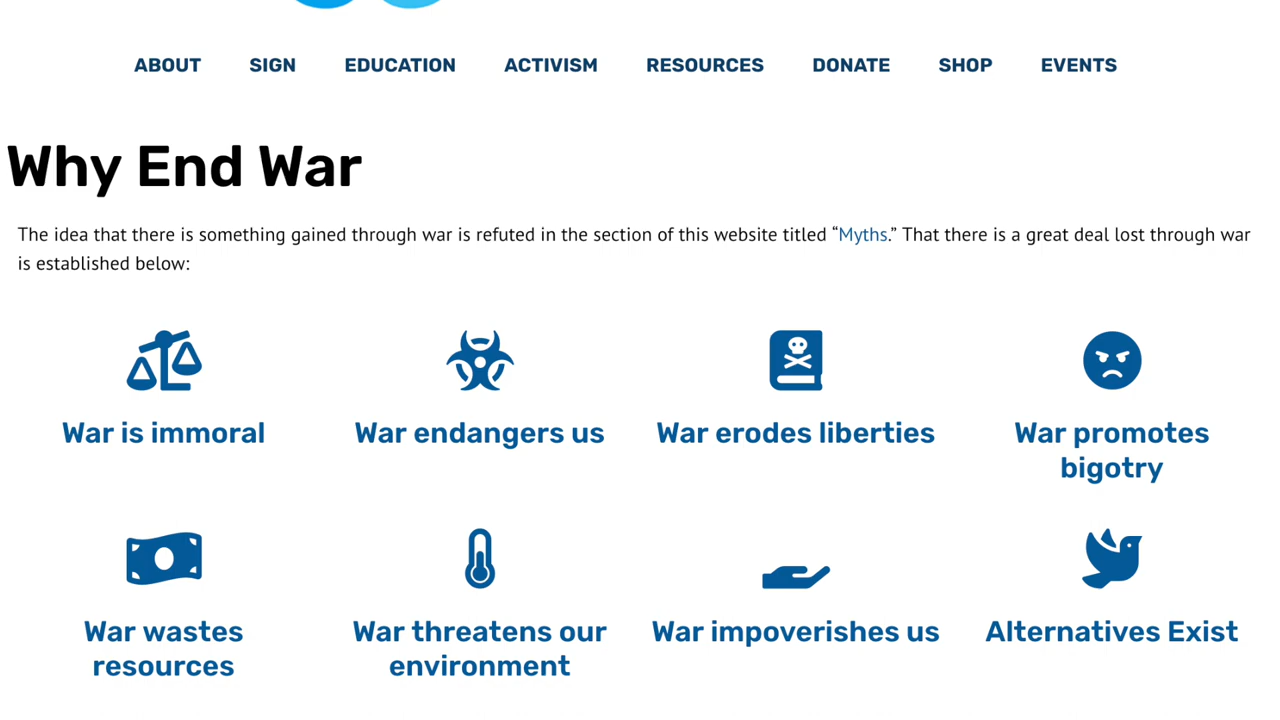 ABOUT SIGN EDUCATION ACTIVISM RESOURCES DONATE SHOP EVENTS
Why End War
The idea that there is something gained through war is refuted in the section of this website titled “Myths.” That there is a great deal lost through war
is established below:
War is immoral
War endangers us
War erodes liberties
War promotes
bigotry
War wastes
resources
War threatens our
environment
War impoverishes us
Alternatives Exist